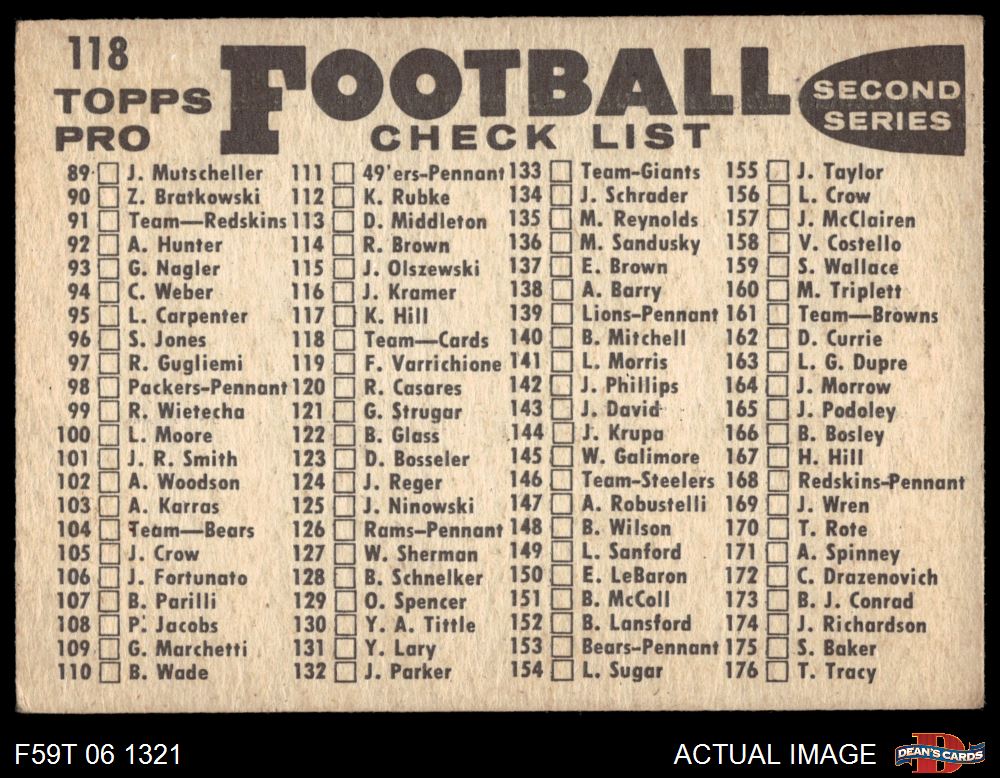 118
TOPPS PRO
FOOTBALL
CHECK LIST
SECOND SERIES
89 J. Mutscheller
90 Z. Bratkowski
91 Team—Redskins
92 A. Hunter
93 G. Nagler
94 C. Weber
95 L. Carpenter
96 S. Jones
97 R. Gugliemi
98 Packers-Pennant
99 R. Wietecha
100 L. Moore
101 J. R. Smith
102 A. Woodson
103 A. Karras
104 Team—Bears
105 J. Crow
106 J. Fortunato
107 B. Parilli
108 P. Jacobs
109 G. Marchetti
110 B. Wade
111 49'ers-Pennant
112 K. Rubke
113 D. Middleton
114 R. Brown
115 J. Olszewski
116 J. Kramer
117 K. Hill
118 Team—Cards
119 F. Varrichione
120 R. Casares
121 G. Strugar
122 B. Glass
123 D. Bosseler
124 J. Reger
125 J. Ninowski
126 Rams-Pennant
127 W. Sherman
128 B. Schnelker
129 O. Spencer
130 Y. A. Tittle
131 Y. Lary
132 J. Parker
133 Team-Giants
134 J. Schrader
135 M. Reynolds
136 M. Sandusky
137 E. Brown
138 A. Barry
139 Lions-Pennant
140 B. Mitchell
141 L. Morris
142 J. Phillips
143 J. David
144 J. Krupa
145 W. Galimore
146 Team-Steelers
147 A. Robustelli
148 B. Wilson
149 L. Sanford
150 E. LeBaron
151 B. McColl
152 B. Lansford
153 Bears-Pennant
154 L. Sugar
155 J. Taylor
156 L. Crow
157 J. McClairen
158 V. Costello
159 S. Wallace
160 M. Triplett
161 Team—Browns
162 D. Currie
163 L. G. Dupre
164 J. Morrow
165 J. Podoley
166 B. Bosley
167 H. Hill
168 Redskins-Pennant
169 J. Wren
170 T. Rote
171 A. Spinney
172 C. Drazenovich
173 B. J. Conrad
174 J. Richardson
175 S. Baker
176 T. Tracy
F59T 06 1321
ACTUAL IMAGE
DEAN'S CARDS